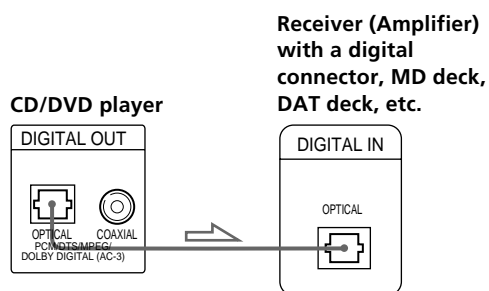 Receiver (Amplifier)
with a digital
connector, MD deck,
DAT deck, etc.
CD/DVD player
DIGITAL OUT
OPTICAL
COAXIAL
PCM/DTS/MPEG/
DOLBY DIGITAL (AC-3)
DIGITAL IN
OPTICAL